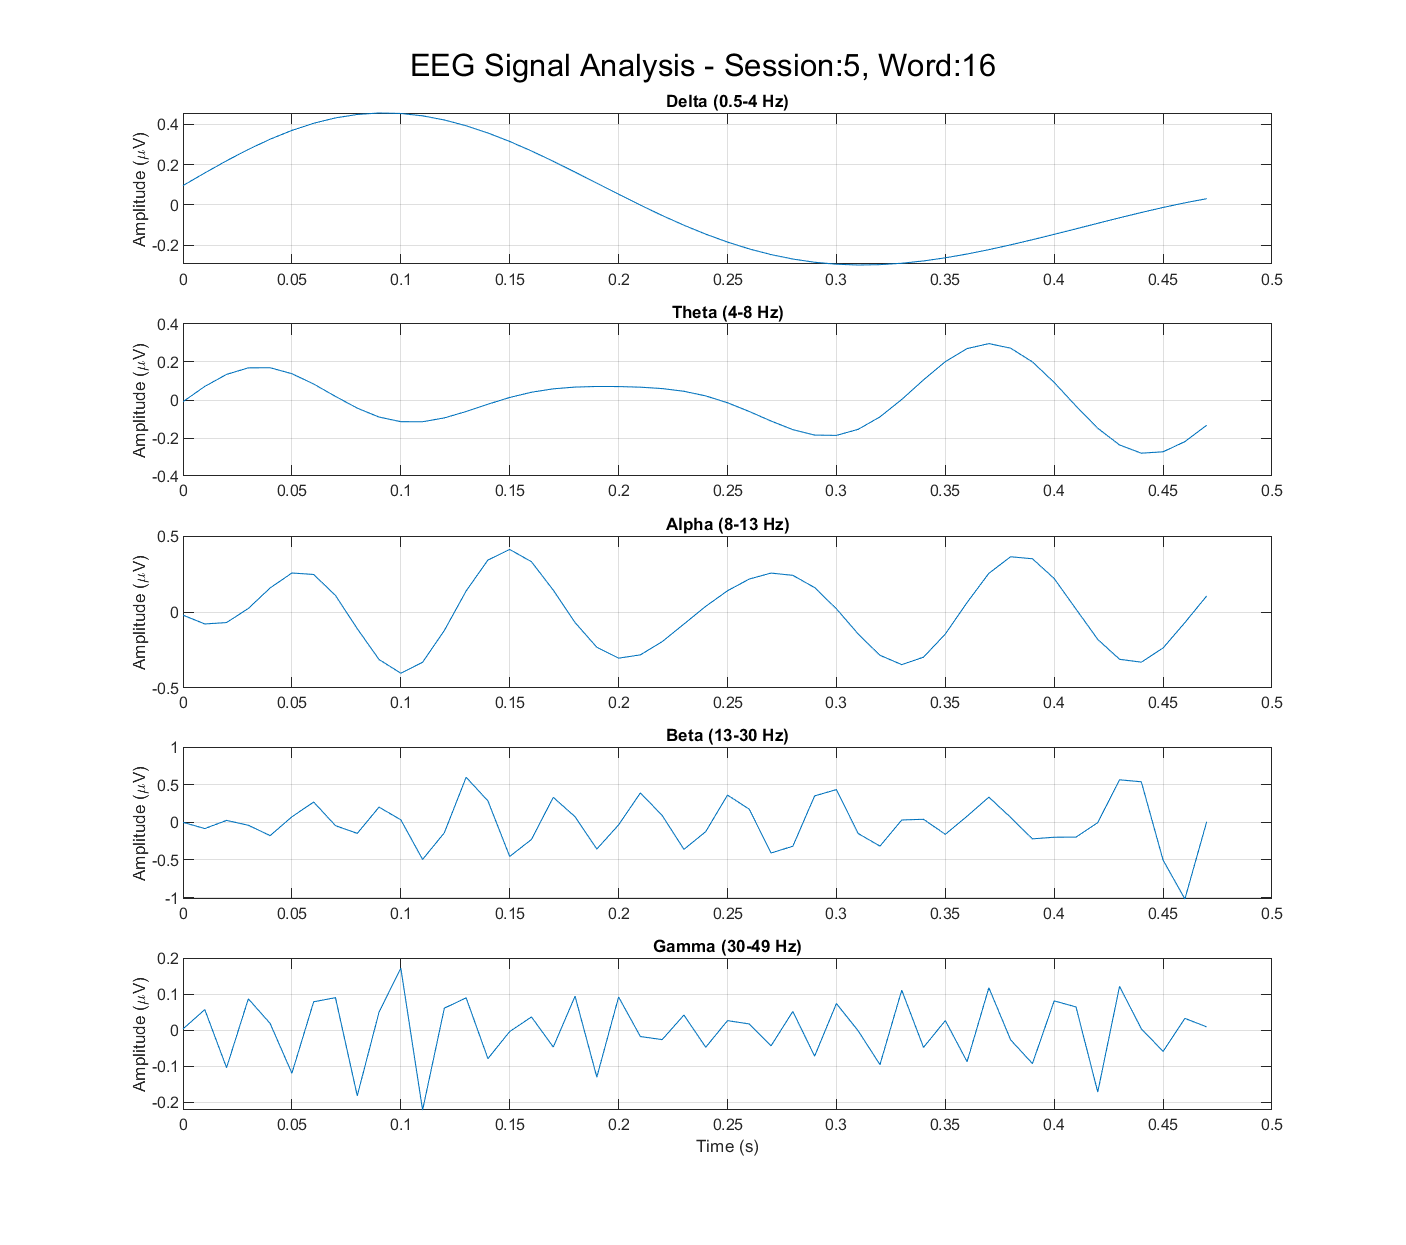 EEG Signal Analysis - Session:5, Word:16
Delta (0.5-4 Hz)
Amplitude (μV)
0.4
0.2
0
-0.2
0 0.05 0.1 0.15 0.2 0.25 0.3 0.35 0.4 0.45 0.5
Theta (4-8 Hz)
Amplitude (μV)
0.4
0.2
0
-0.2
-0.4
0 0.05 0.1 0.15 0.2 0.25 0.3 0.35 0.4 0.45 0.5
Alpha (8-13 Hz)
Amplitude (μV)
0.5
0
-0.5
0 0.05 0.1 0.15 0.2 0.25 0.3 0.35 0.4 0.45 0.5
Beta (13-30 Hz)
Amplitude (μV)
1
0.5
0
-0.5
-1
0 0.05 0.1 0.15 0.2 0.25 0.3 0.35 0.4 0.45 0.5
Gamma (30-49 Hz)
Amplitude (μV)
0.2
0.1
0
-0.1
-0.2
0 0.05 0.1 0.15 0.2 0.25 0.3 0.35 0.4 0.45 0.5
Time (s)